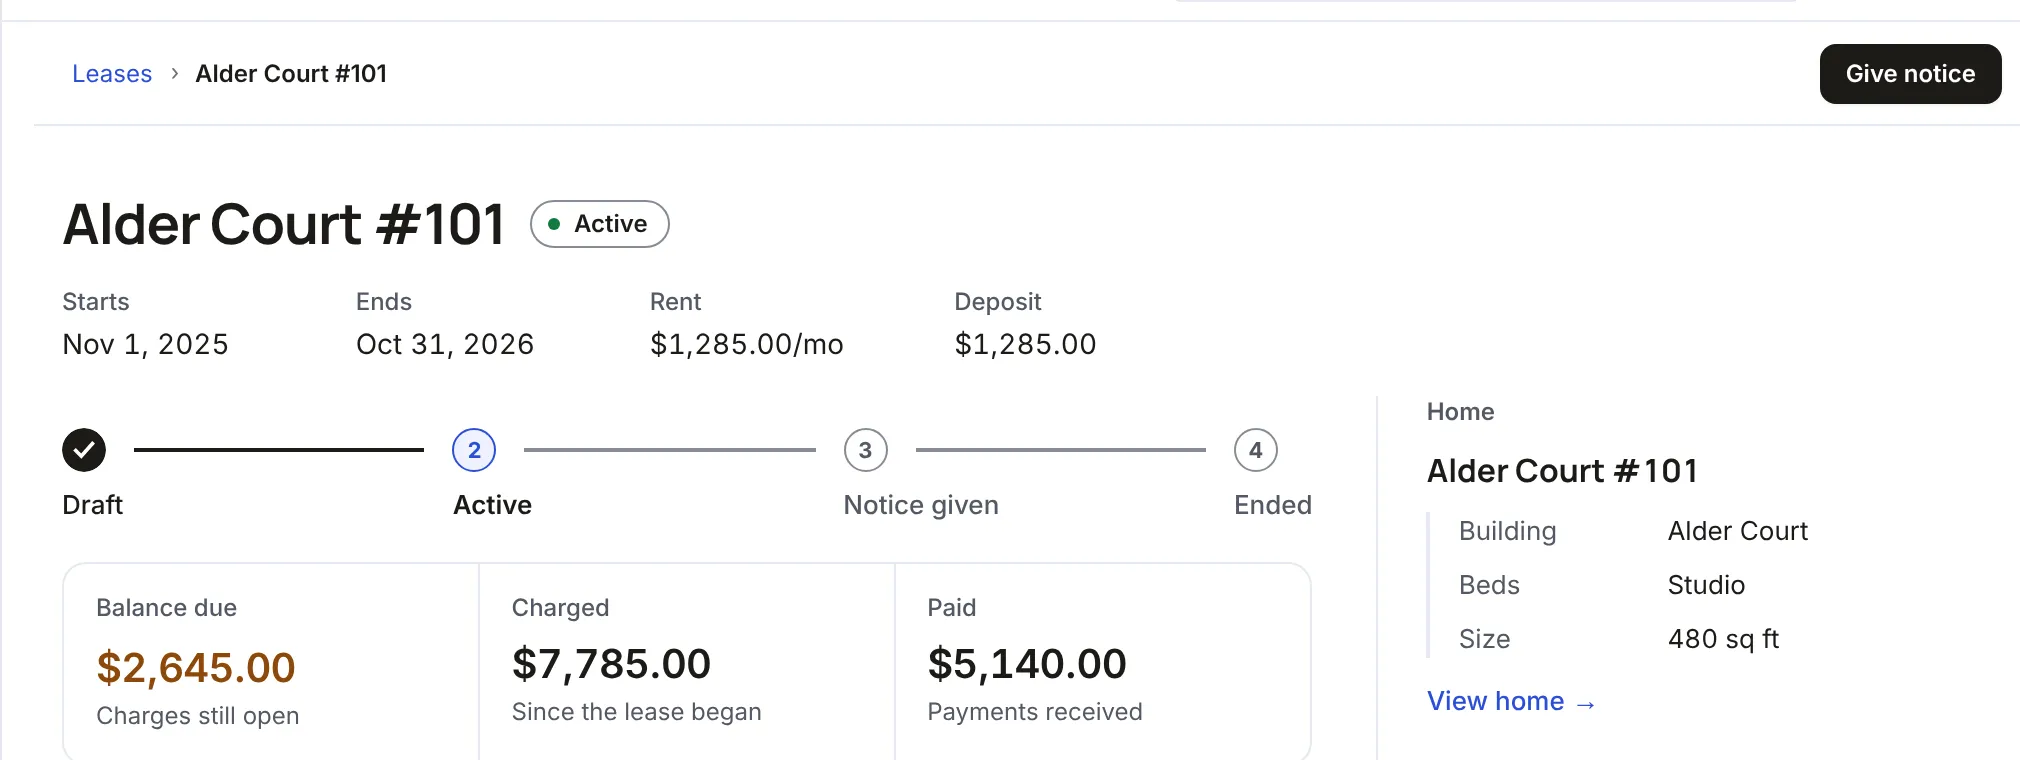 Leases › Alder Court #101
Give notice
Alder Court #101
Active
Starts
Nov 1, 2025
Ends
Oct 31, 2026
Rent
$1,285.00/mo
Deposit
$1,285.00
Draft
2
Active
3
Notice given
4
Ended
Balance due
$2,645.00
Charges still open
Charged
$7,785.00
Since the lease began
Paid
$5,140.00
Payments received
Home
Alder Court #101
Building Alder Court
Beds Studio
Size 480 sq ft
View home →